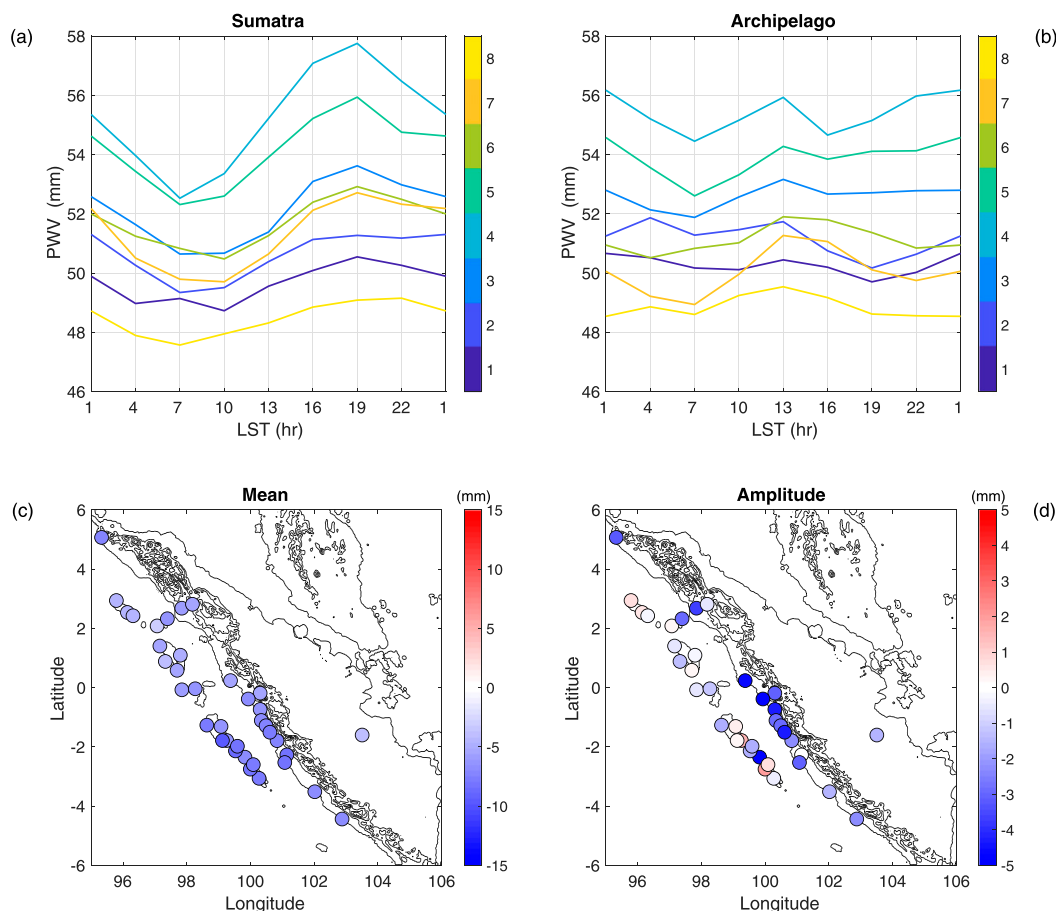 (a)
Sumatra
58
56
54
52
50
48
46
PWV (mm)
1 4 7 10 13 16 19 22 1
LST (hr)
8
7
6
5
4
3
2
1
Archipelago
(b)
58
56
54
52
50
48
46
PWV (mm)
1 4 7 10 13 16 19 22 1
LST (hr)
8
7
6
5
4
3
2
1
(c)
Mean
(mm)
6
4
2
0
-2
-4
-6
Latitude
96 98 100 102 104 106
Longitude
15
10
5
0
-5
-10
-15
Amplitude
(mm)
(d)
6
4
2
0
-2
-4
-6
Latitude
96 98 100 102 104 106
Longitude
5
4
3
2
1
0
-1
-2
-3
-4
-5